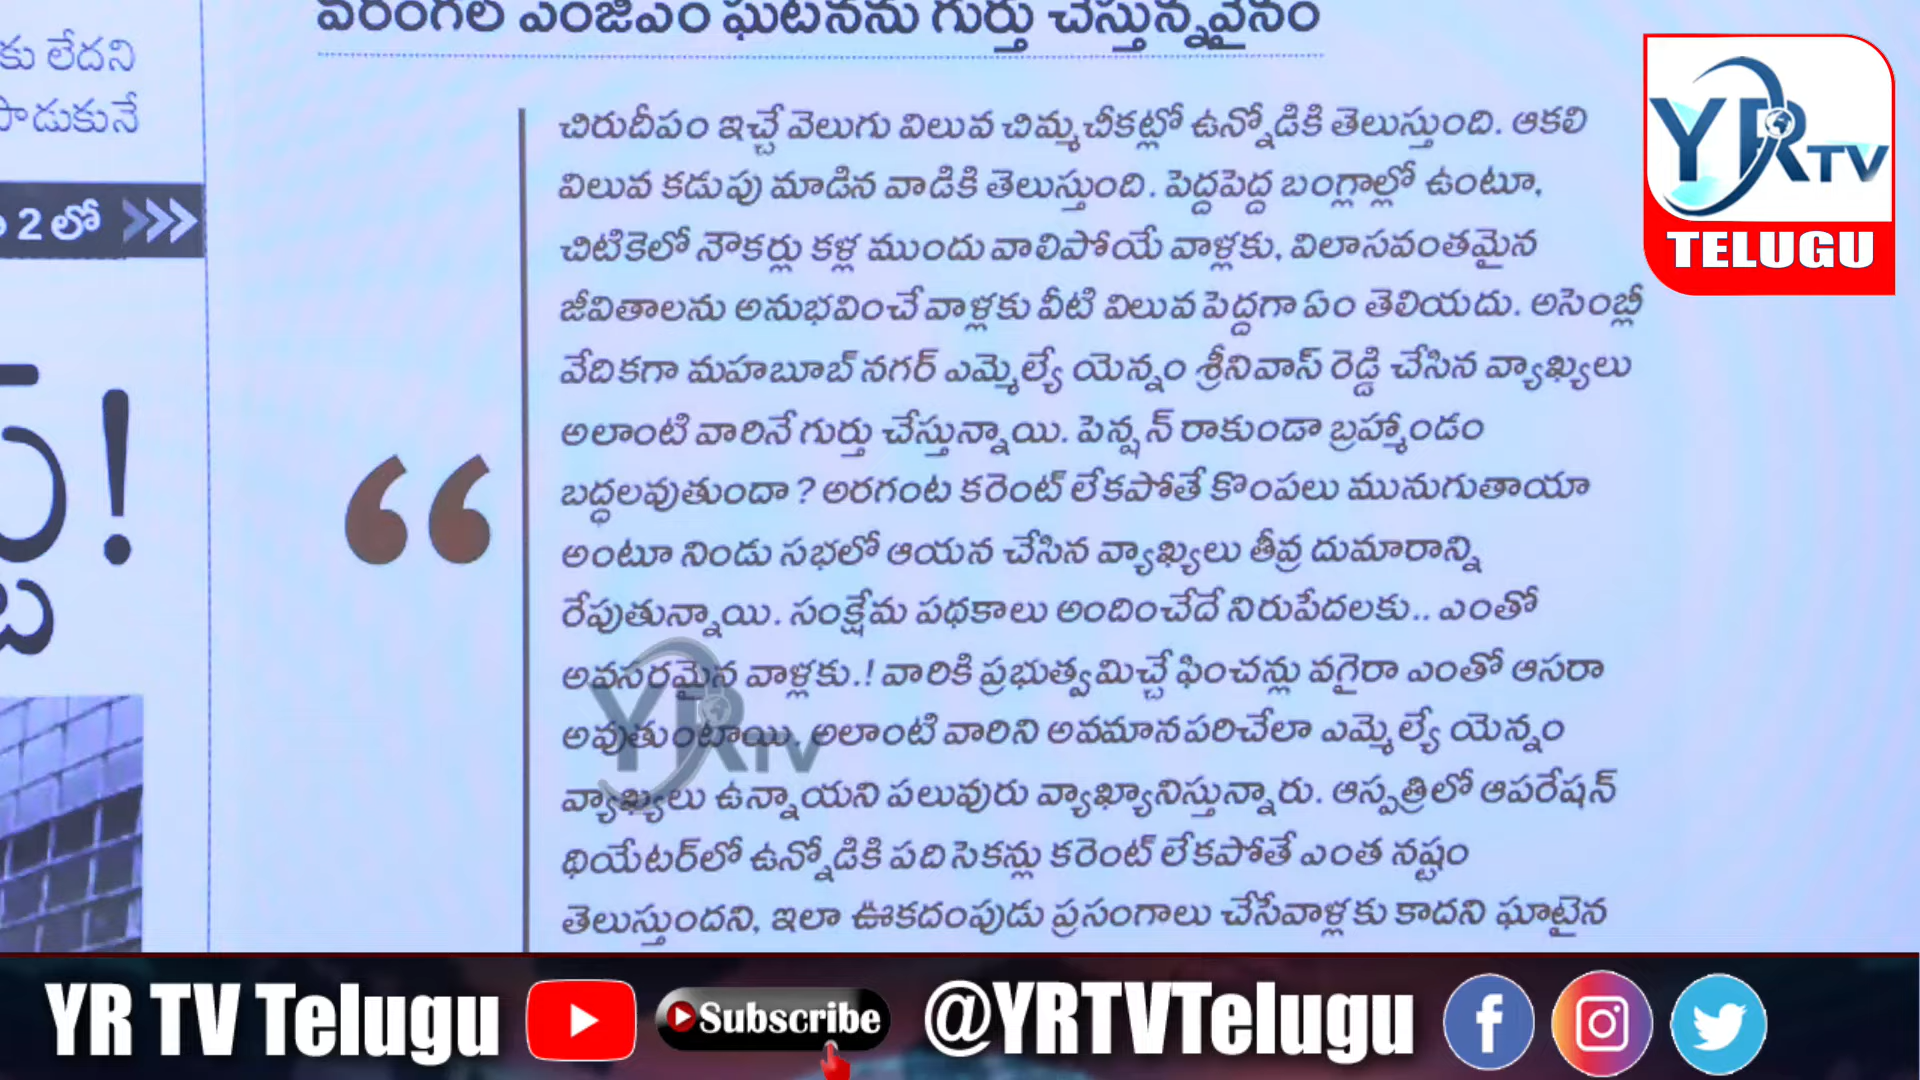 వరంగల్ ఎంజీఎం ఘటనను గుర్తు చేస్తున్నవైనం
కు లేదని
పాడుకునే
2 లో
చిరుదీపం ఇచ్చే వెలుగు విలువ చిమ్మచీకట్లో ఉన్నోడికి తెలుస్తుంది. ఆకలి
విలువ కడుపు మాడిన వాడికి తెలుస్తుంది. పెద్దపెద్ద బంగ్లాల్లో ఉంటూ,
చిటికెలో నౌకర్లు కళ్ల ముందు వాలిపోయే వాళ్లకు, విలాసవంతమైన
జీవితాలను అనుభవించే వాళ్లకు వీటి విలువ పెద్దగా ఏం తెలియదు. అసెంబ్లీ
వేదికగా మహబూబ్ నగర్ ఎమ్మెల్యే యెన్నం శ్రీనివాస్ రెడ్డి చేసిన వ్యాఖ్యలు
అలాంటి వారినే గుర్తు చేస్తున్నాయి. పెన్షన్ రాకుండా బ్రహ్మాండం
బద్ధలవుతుందా ? అరగంట కరెంట్ లేకపోతే కొంపలు మునుగుతాయా
అంటూ నిండు సభలో ఆయన చేసిన వ్యాఖ్యలు తీవ్ర దుమారాన్ని
రేపుతున్నాయి. సంక్షేమ పథకాలు అందించేదే నిరుపేదలకు.. ఎంతో
అవసరమైన వాళ్లకు.! వారికి ప్రభుత్వమిచ్చే ఫించన్లు వగైరా ఎంతో ఆసరా
అవుతుంటాయి. అలాంటి వారిని అవమానపరిచేలా ఎమ్మెల్యే యెన్నం
వ్యాఖ్యలు ఉన్నాయని పలువురు వ్యాఖ్యానిస్తున్నారు. ఆస్పత్రిలో ఆపరేషన్
థియేటర్‌లో ఉన్నోడికి పది సెకన్లు కరెంట్ లేకపోతే ఎంత నష్టం
తెలుస్తుందని, ఇలా ఊకదంపుడు ప్రసంగాలు చేసేవాళ్లకు కాదని ఘాటైన
YRTV
TELUGU
YRTV
YR TV Telugu
Subscribe
@YRTVTelugu